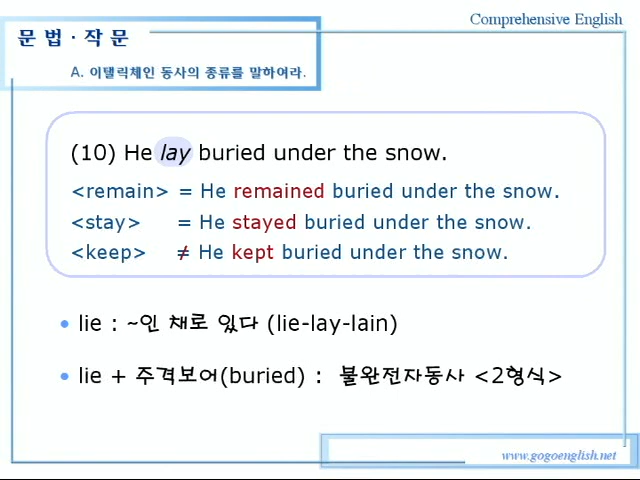 Comprehensive English
문 법 · 작 문
A. 이탤릭체인 동사의 종류를 말하여라.
(10) He lay buried under the snow.
<remain> = He remained buried under the snow.
<stay> = He stayed buried under the snow.
<keep> ≠ He kept buried under the snow.
• lie : ~인 채로 있다 (lie-lay-lain)
• lie + 주격보어(buried) : 불완전자동사 <2형식>
www.gogoenglish.net